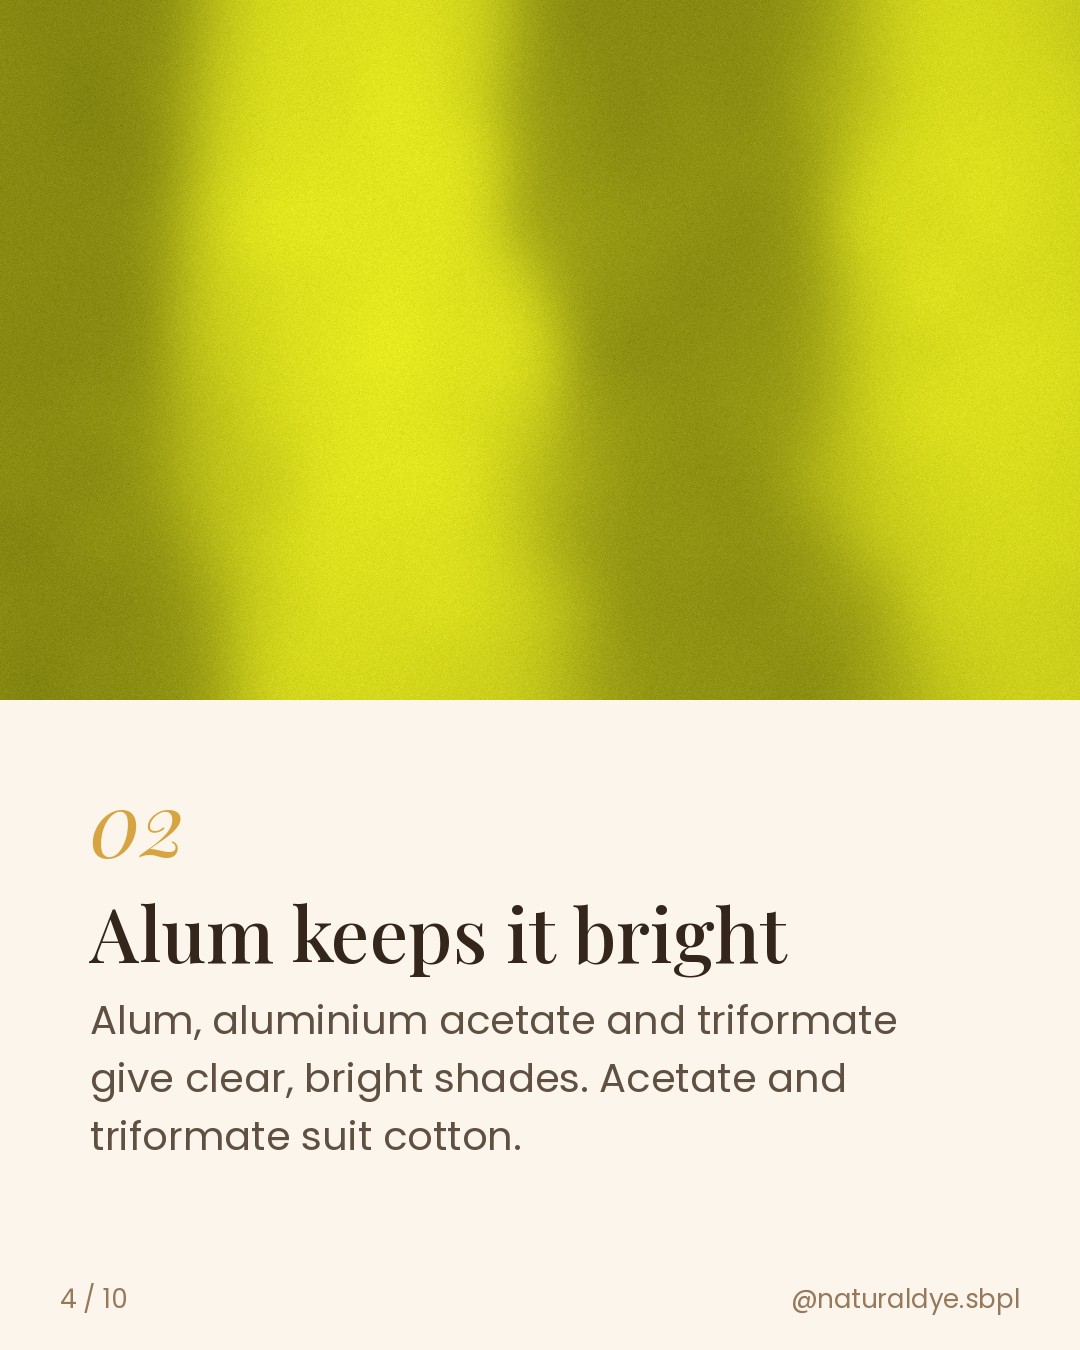 02
Alum keeps it bright
Alum, aluminium acetate and triformate
give clear, bright shades. Acetate and
triformate suit cotton.
4 / 10
@naturaldye.sbpl